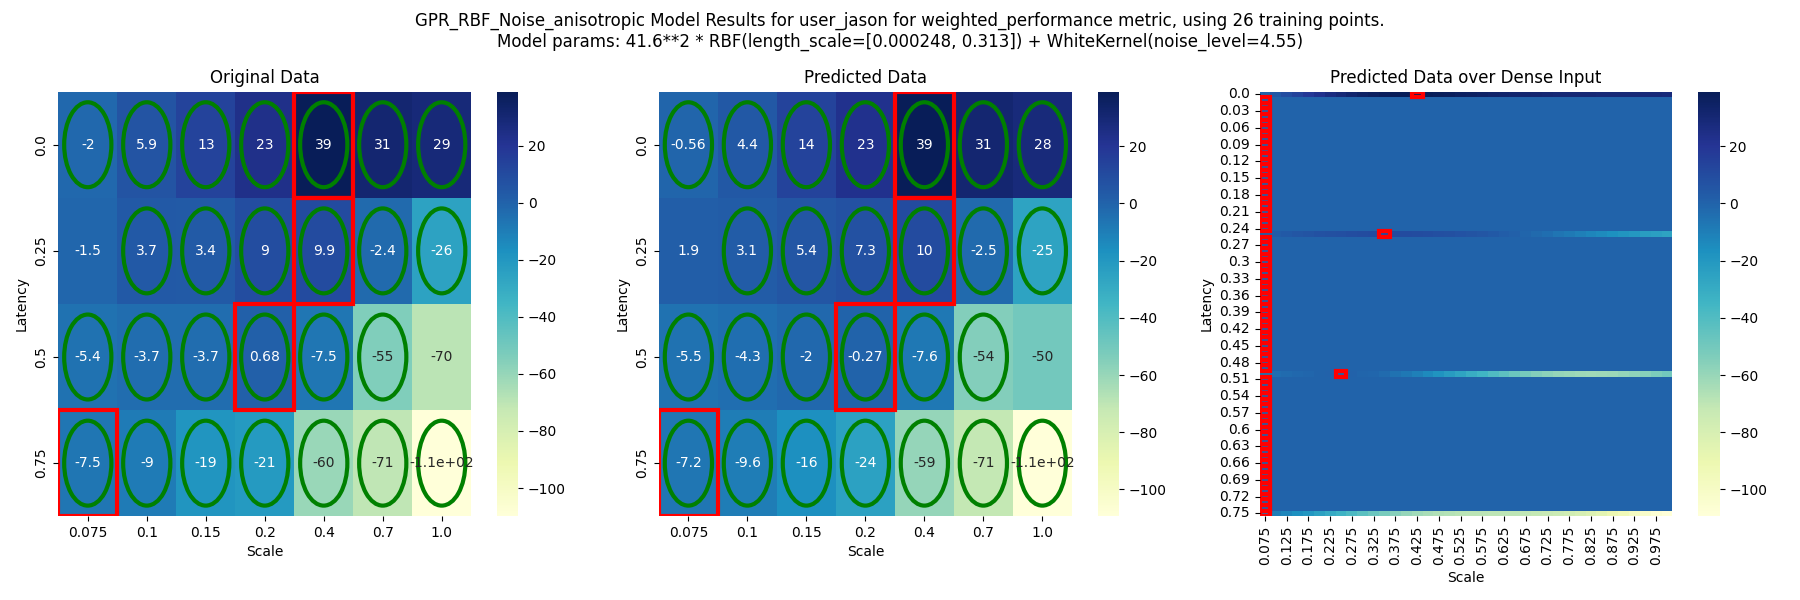 GPR_RBF_Noise_anisotropic Model Results for user_jason for weighted_performance metric, using 26 training points.
Model params: 41.6**2 * RBF(length_scale=[0.000248, 0.313]) + WhiteKernel(noise_level=4.55)
Original Data
Latency
0.0 -2 5.9 13 23 39 31 29
0.25 -1.5 3.7 3.4 9 9.9 -2.4 -26
0.5 -5.4 -3.7 -3.7 0.68 -7.5 -55 -70
0.75 -7.5 -9 -19 -21 -60 -71 -1.1e+02
0.075 0.1 0.15 0.2 0.4 0.7 1.0
Scale
20
0
−20
−40
−60
−80
−100
Predicted Data
Latency
0.0 -0.56 4.4 14 23 39 31 28
0.25 1.9 3.1 5.4 7.3 10 -2.5 -25
0.5 -5.5 -4.3 -2 -0.27 -7.6 -54 -50
0.75 -7.2 -9.6 -16 -24 -59 -71 -1.1e+02
0.075 0.1 0.15 0.2 0.4 0.7 1.0
Scale
20
0
−20
−40
−60
−80
−100
Predicted Data over Dense Input
Latency
0.0
0.03
0.06
0.09
0.12
0.15
0.18
0.21
0.24
0.27
0.3
0.33
0.36
0.39
0.42
0.45
0.48
0.51
0.54
0.57
0.6
0.63
0.66
0.69
0.72
0.75
0.075 0.125 0.175 0.225 0.275 0.325 0.375 0.425 0.475 0.525 0.575 0.625 0.675 0.725 0.775 0.825 0.875 0.925 0.975
Scale
20
0
−20
−40
−60
−80
−100